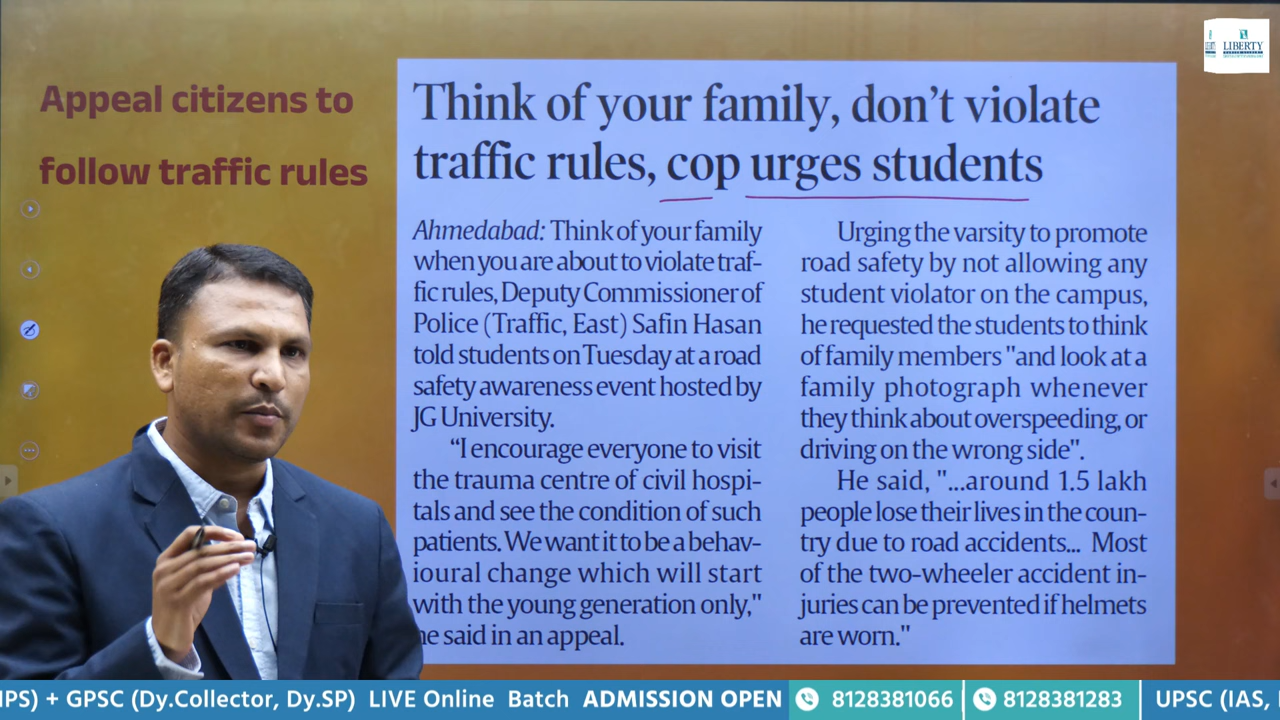 LIBERTY
Appeal citizens to
follow traffic rules
Think of your family, don’t violate
traffic rules, cop urges students
Ahmedabad: Think of your family
when you are about to violate traf-
fic rules, Deputy Commissioner of
Police (Traffic, East) Safin Hasan
told students on Tuesday at a road
safety awareness event hosted by
JG University.
“I encourage everyone to visit
the trauma centre of civil hospi-
tals and see the condition of such
patients. We want it to be a behav-
ioural change which will start
with the young generation only,"
he said in an appeal.
Urging the varsity to promote
road safety by not allowing any
student violator on the campus,
he requested the students to think
of family members "and look at a
family photograph whenever
they think about overspeeding, or
driving on the wrong side".
He said, "...around 1.5 lakh
people lose their lives in the coun-
try due to road accidents... Most
of the two-wheeler accident in-
juries can be prevented if helmets
are worn."
IPS) + GPSC (Dy.Collector, Dy.SP) LIVE Online Batch ADMISSION OPEN 8128381066 8128381283 UPSC (IAS,